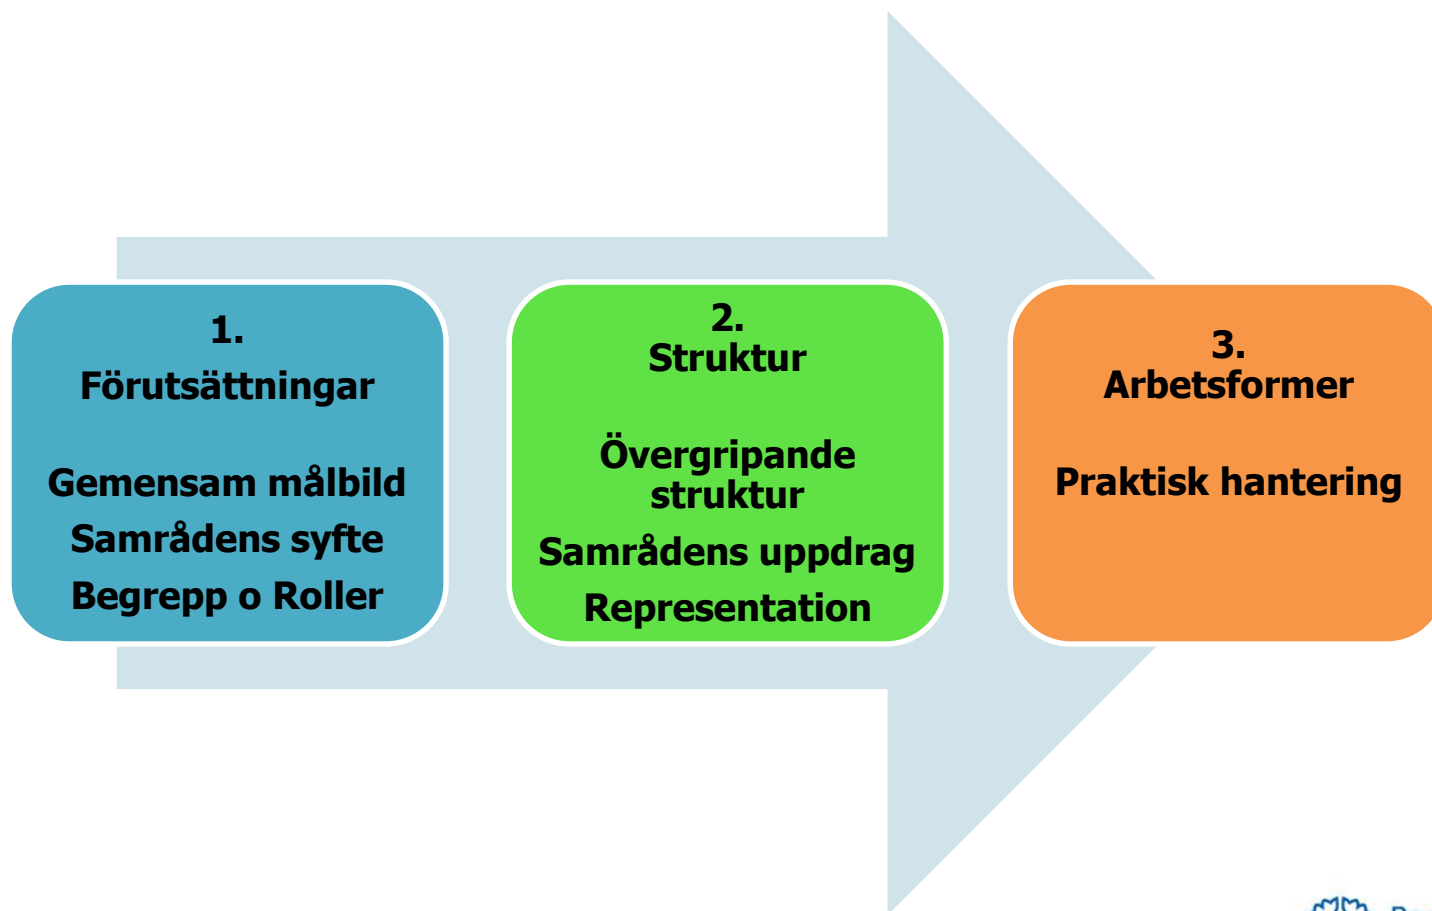 1.
Förutsättningar
Gemensam målbild
Samrådens syfte
Begrepp o Roller
2.
Struktur
Övergripande
struktur
Samrådens uppdrag
Representation
3.
Arbetsformer
Praktisk hantering